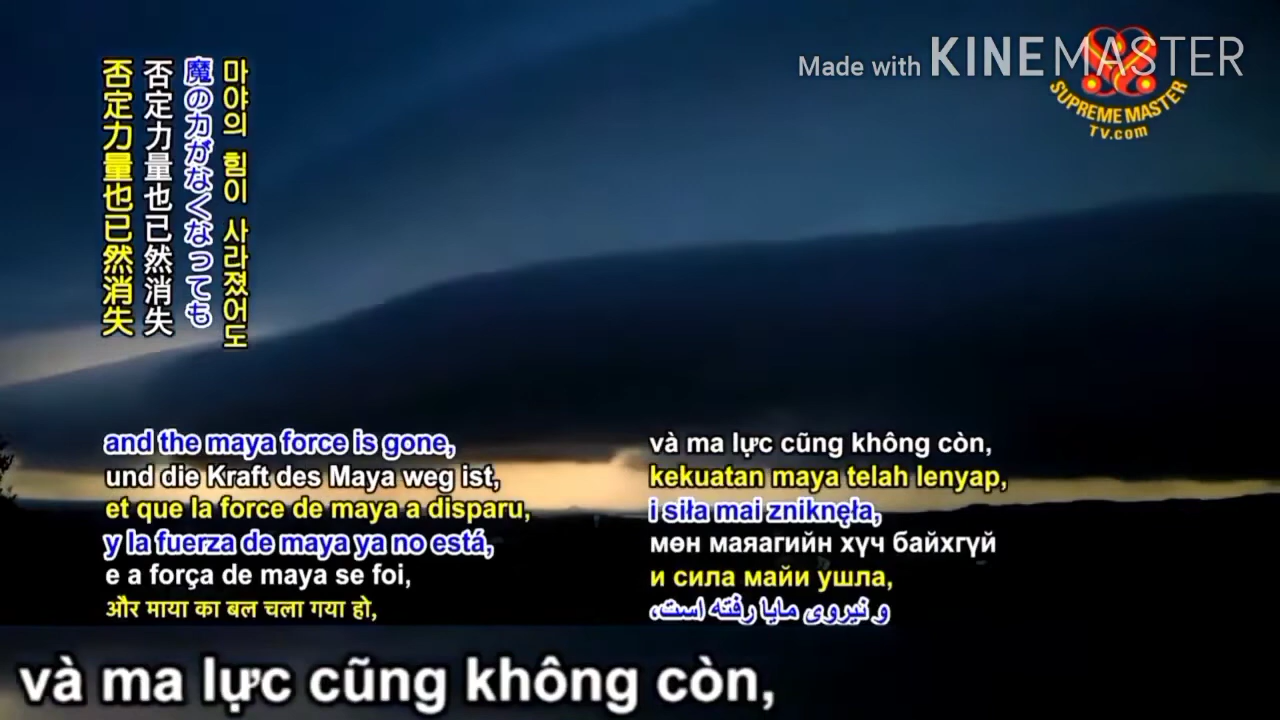 Made with KINEMASTER
SUPREME MASTER
TV.com
否定力量也已然消失
否定力量也已然消失
魔の力がなくなっても
마야의 힘이 사라졌어도
and the maya force is gone,
und die Kraft des Maya weg ist,
et que la force de maya a disparu,
y la fuerza de maya ya no está,
e a força de maya se foi,
और माया का बल चला गया हो,
và ma lực cũng không còn,
kekuatan maya telah lenyap,
i siła mai zniknęła,
мөн маяагийн хүч байхгүй
и сила майи ушла,
و نیروی مایا رفته است،
và ma lực cũng không còn,